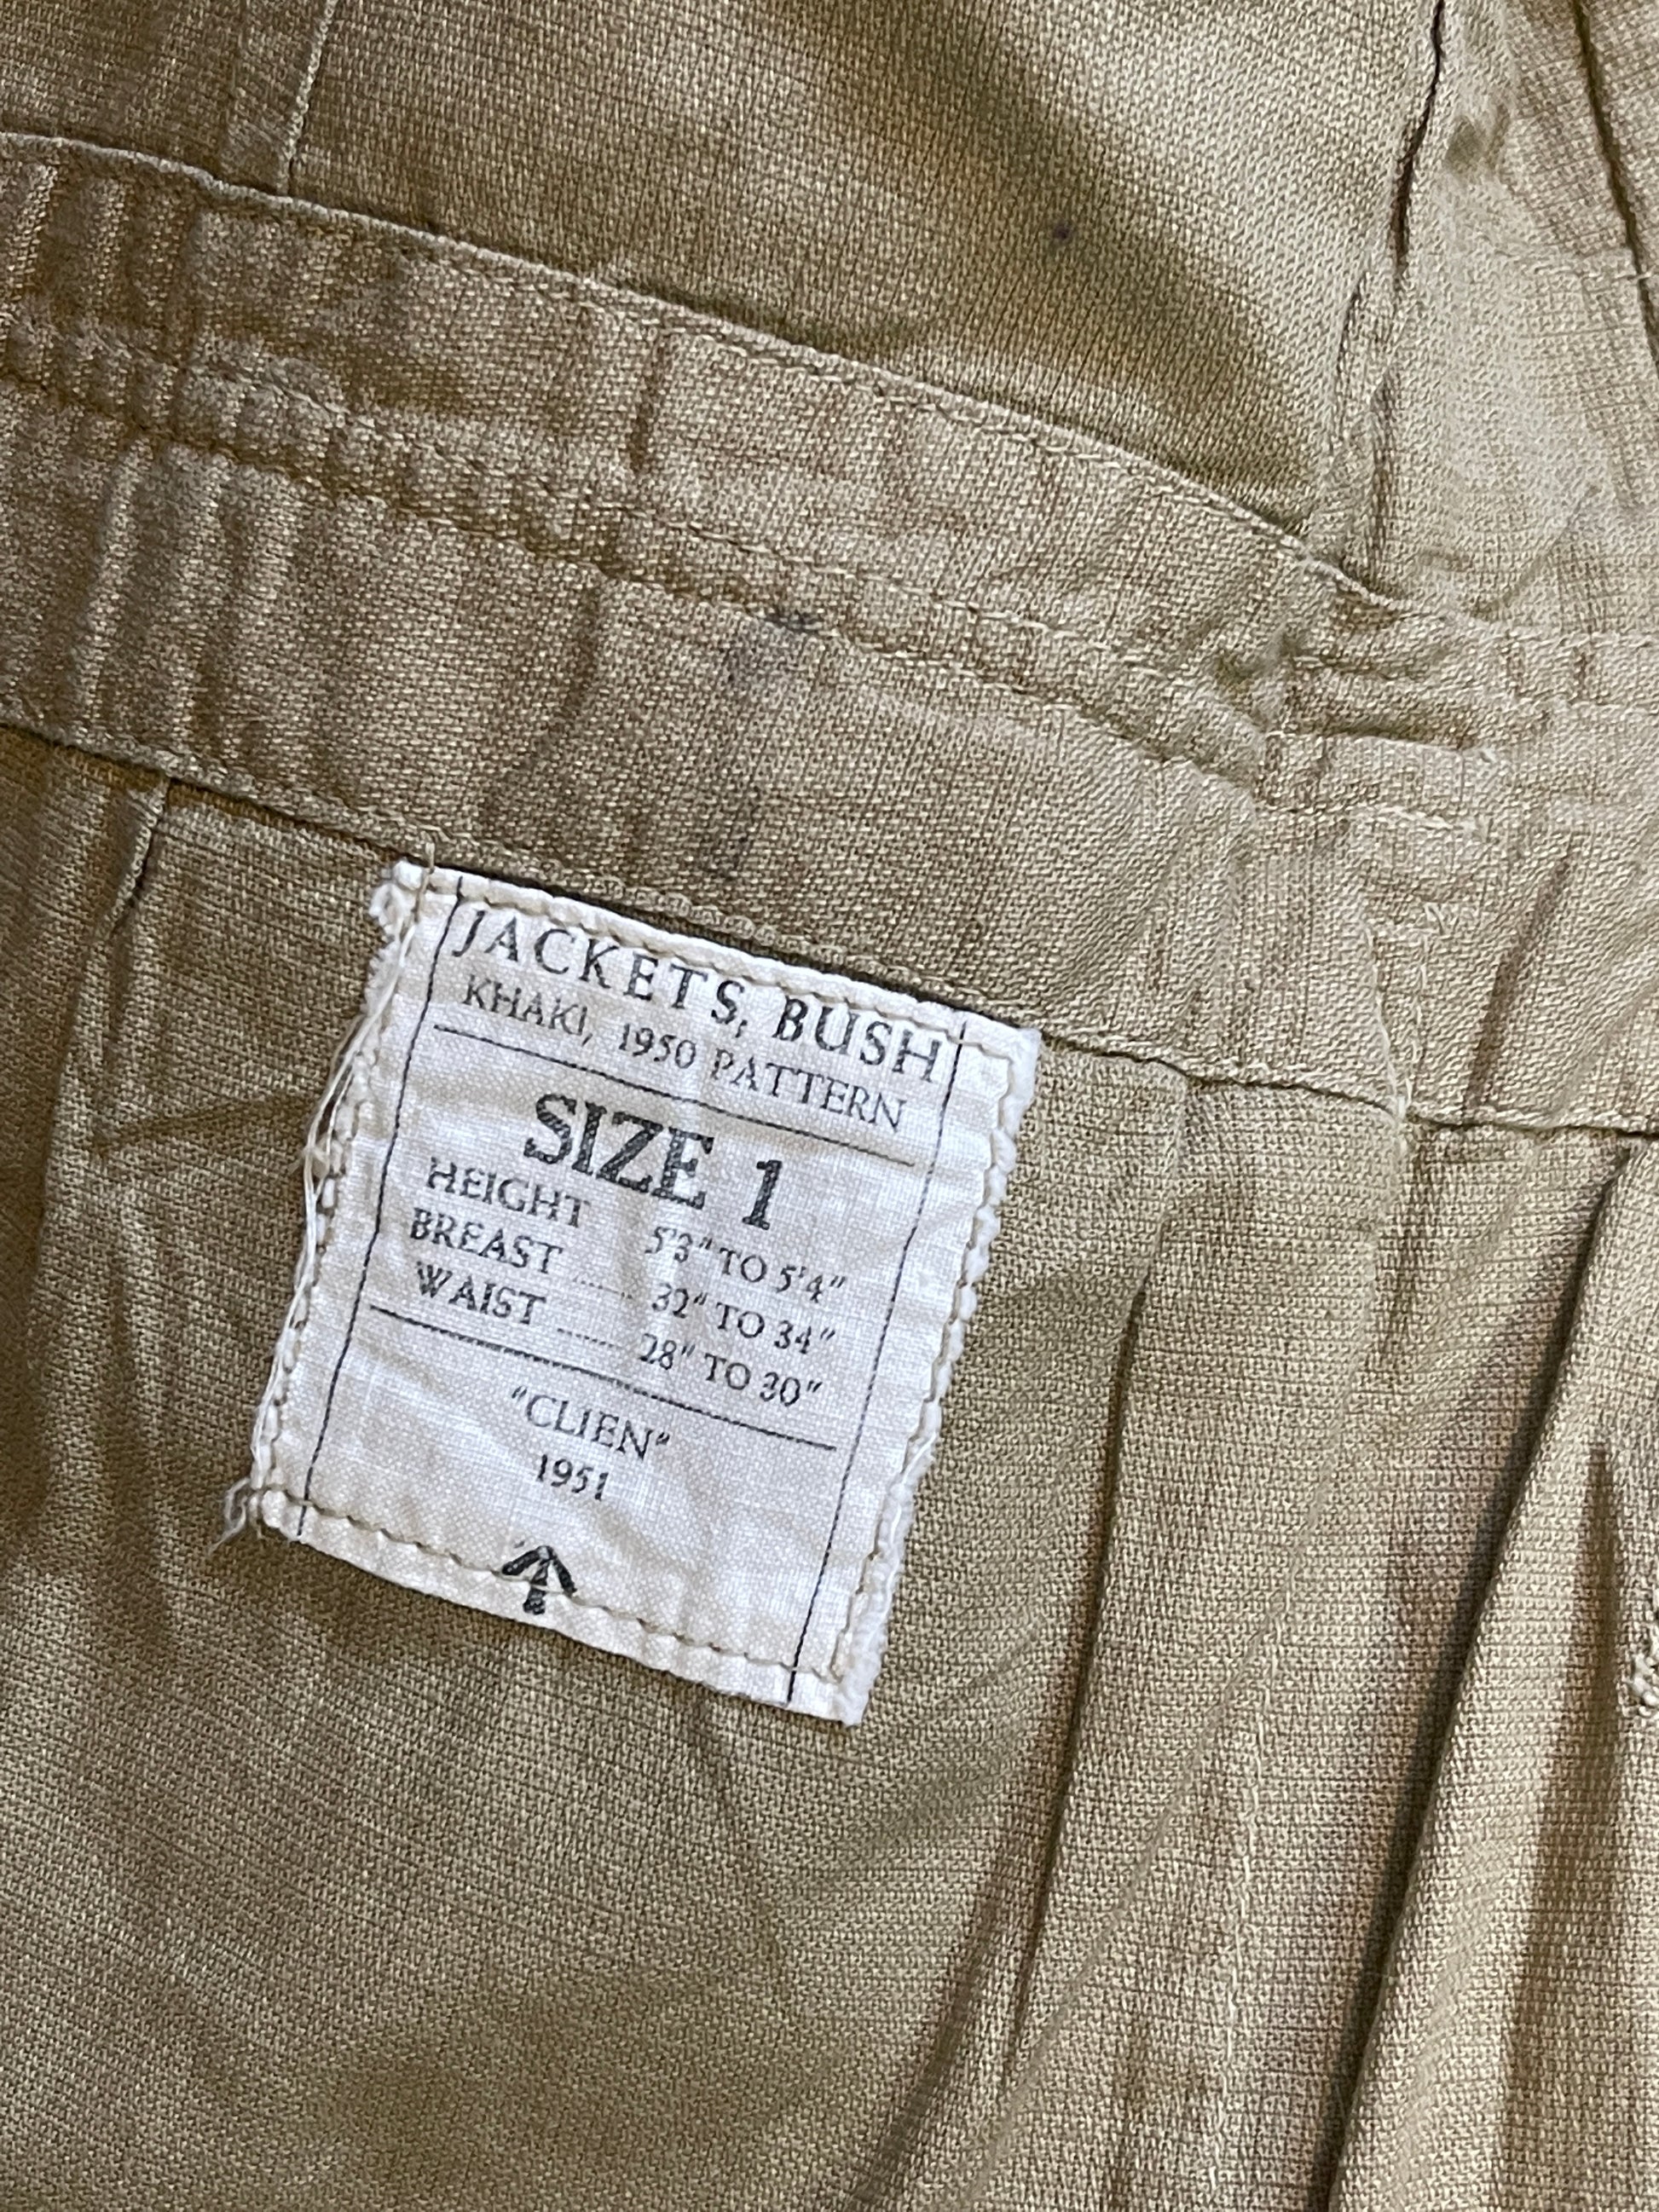 JACKETS, BUSH
KHAKI, 1950 PATTERN
SIZE 1
HEIGHT 5'3" TO 5'4"
BREAST ...... 32" TO 34"
WAIST ...... 28" TO 30"
"CLIEN"
1951